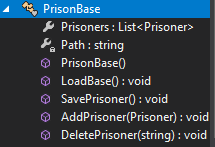 PrisonBase
Prisoners : List<Prisoner>
Path : string
PrisonBase()
LoadBase() : void
SavePrisoner() : void
AddPrisoner(Prisoner) : void
DeletePrisoner(string) : void